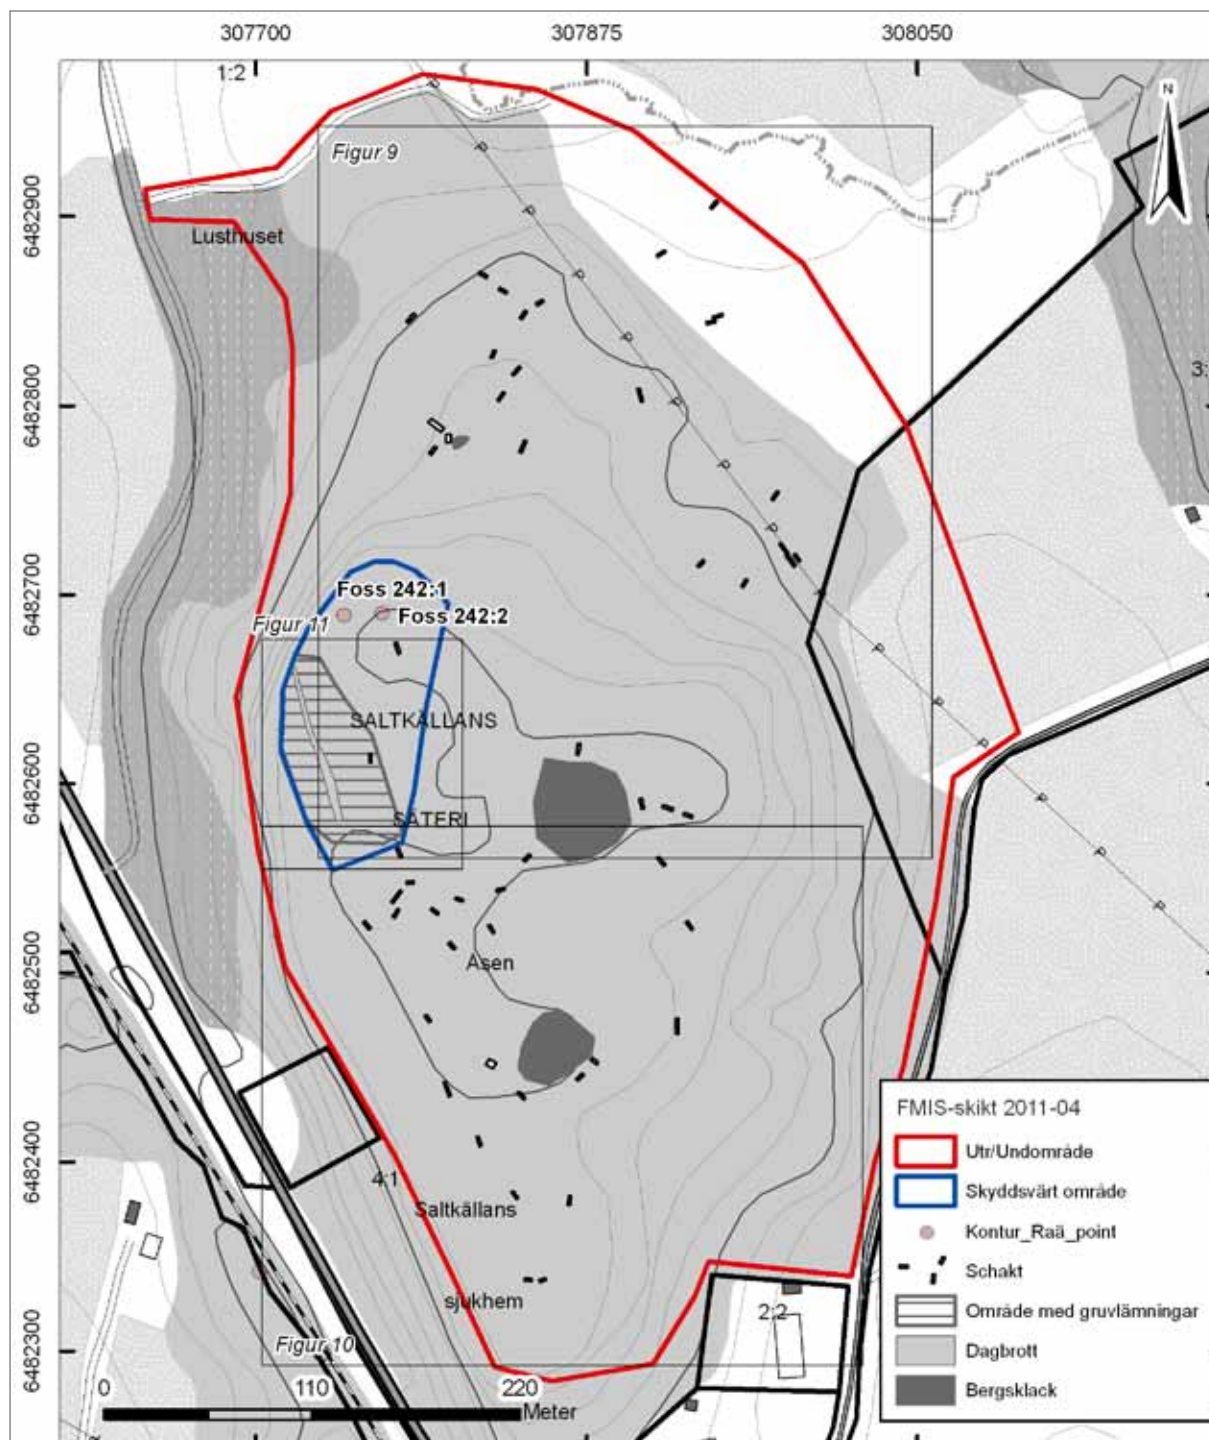 307700
307875
308050
1:2
N
Figur 9
6482900
Lusthuset
3:
6482800
6482700
Foss 242:1
Foss 242:2
Figur 11
SALTKÄLLANS
6482600
SÄTERI
6482500
Åsen
6482400
4:1
Saltkällans
sjukhem
2:2
6482300
Figur 10
0
110
220
Meter
FMIS-skikt 2011-04
Utr/Undområde
Skyddsvärt område
Kontur_Raä_point
Schakt
Område med gruvlämningar
Dagbrott
Bergsklack